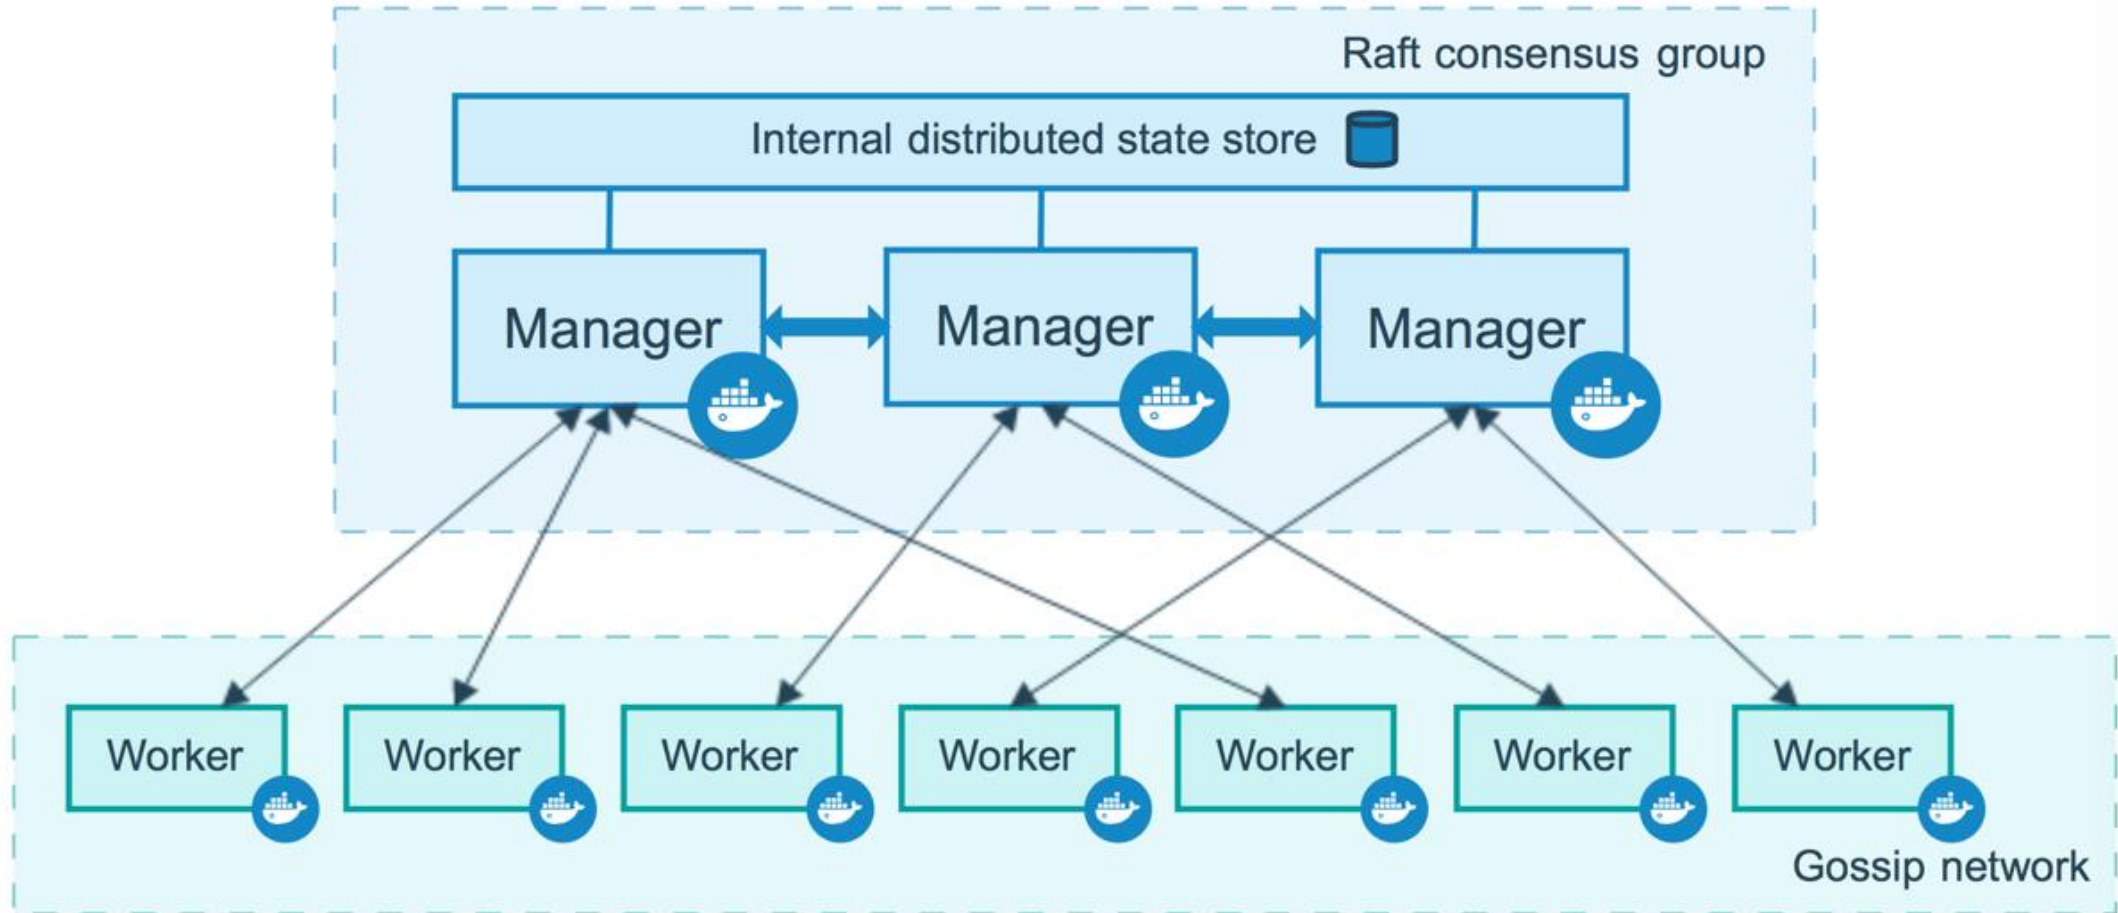 Raft consensus group
Internal distributed state store
Manager
Manager
Manager
Worker
Worker
Worker
Worker
Worker
Worker
Worker
Gossip network